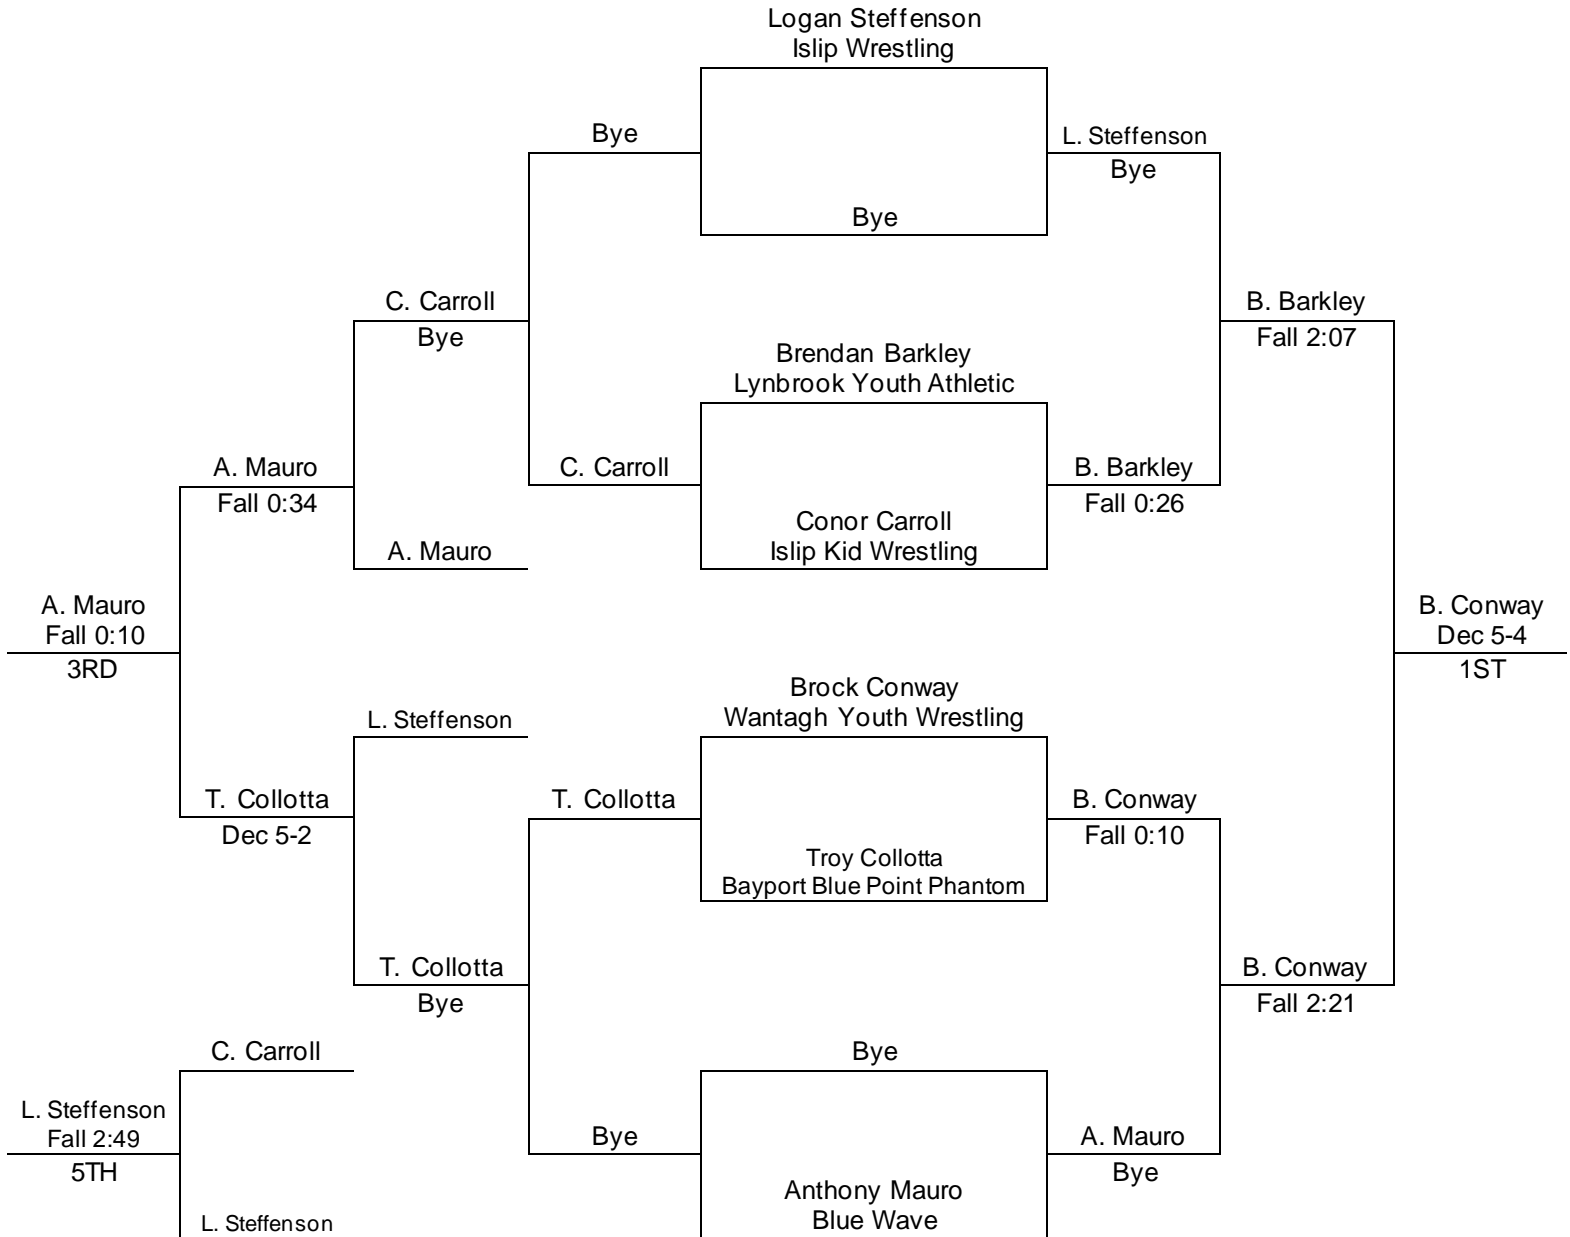 Logan Steffenson
Islip Wrestling
Bye
L. Steffenson
Bye
Bye
C. Carroll
Bye
B. Barkley
Fall 2:07
Brendan Barkley
Lynbrook Youth Athletic
A. Mauro
Fall 0:34
C. Carroll
B. Barkley
Fall 0:26
Conor Carroll
Islip Kid Wrestling
A. Mauro
A. Mauro
Fall 0:10
3RD
B. Conway
Dec 5-4
1ST
Brock Conway
Wantagh Youth Wrestling
L. Steffenson
T. Collotta
Dec 5-2
T. Collotta
B. Conway
Fall 0:10
Troy Collotta
Bayport Blue Point Phantom
T. Collotta
Bye
B. Conway
Fall 2:21
C. Carroll
Bye
L. Steffenson
Fall 2:49
5TH
Bye
A. Mauro
Bye
Anthony Mauro
Blue Wave
L. Steffenson